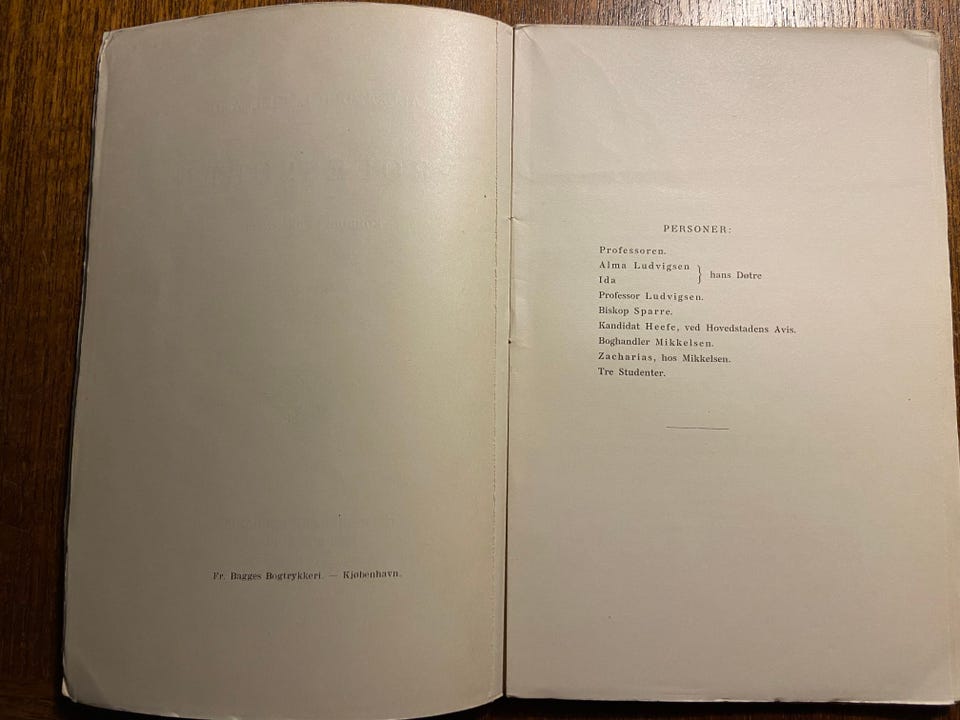 Fr. Bagges Bogtrykkeri. — Kjøbenhavn.
PERSONER:
Professoren.
Alma Ludvigsen
Ida
} hans Døtre
Professor Ludvigsen.
Biskop Sparre.
Kandidat Heefe, ved Hovedstadens Avis.
Boghandler Mikkelsen.
Zacharias, hos Mikkelsen.
Tre Studenter.